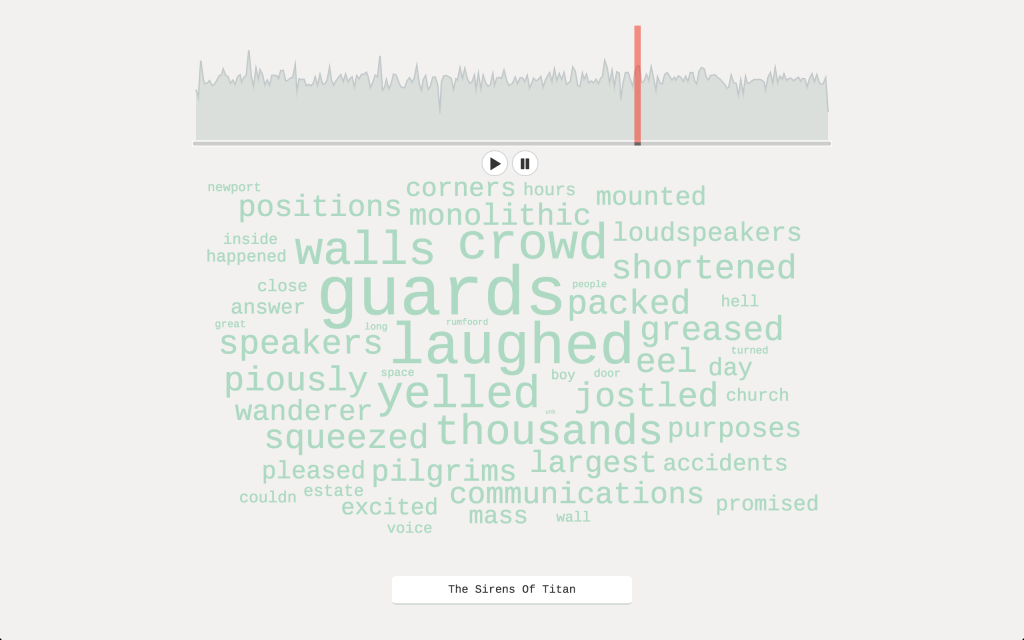 newport
corners
hours
positions
monolithic
mounted
inside
happened
walls
crowd
loudspeakers
shortened
close
guards
people
packed
hell
answer
great
long
rumfoord
speakers
laughed
greased
turned
eel
day
piously
space
yelled
boy
door
jostled
church
wanderer
squeezed
thousands
purposes
pleased
pilgrims
largest
accidents
couldn
estate
excited
communications
promised
mass
wall
voice
The Sirens Of Titan